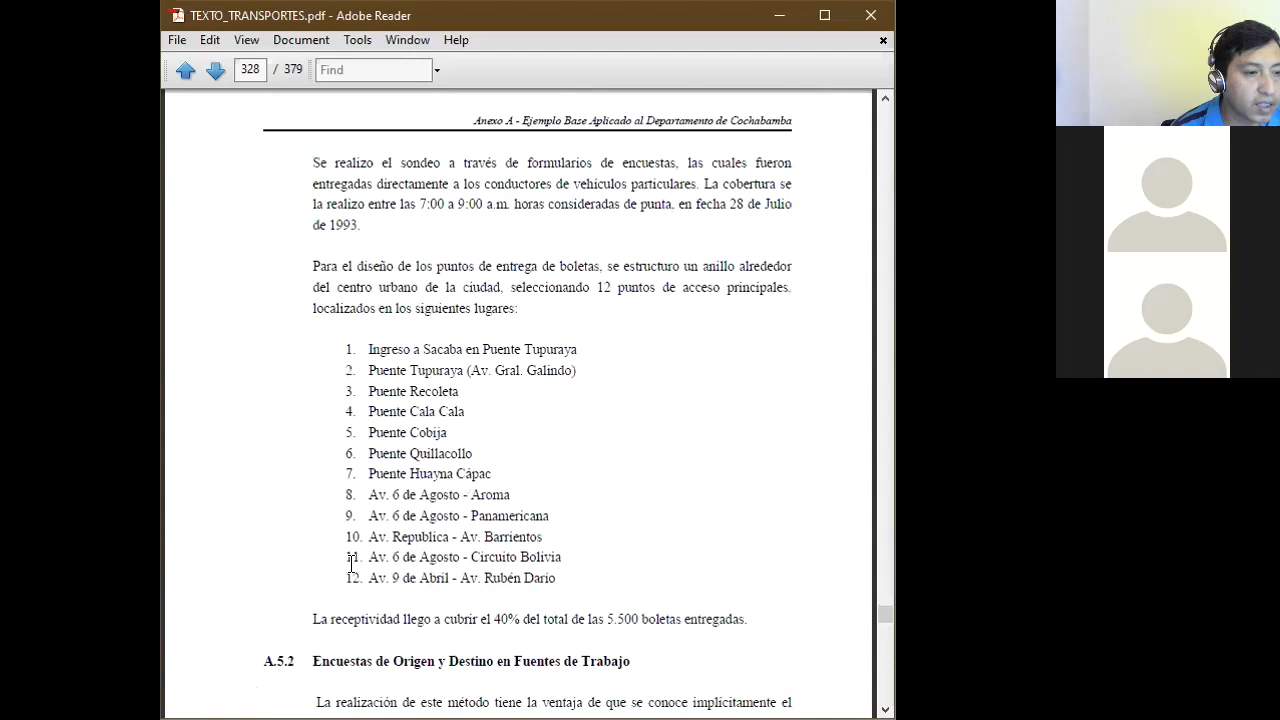 TEXTO_TRANSPORTES.pdf - Adobe Reader
File Edit View Document Tools Window Help
328 / 379 Find
Anexo A - Ejemplo Base Aplicado al Departamento de Cochabamba
Se realizo el sondeo a través de formularios de encuestas, las cuales fueron
entregadas directamente a los conductores de vehículos particulares. La cobertura se
la realizo entre las 7:00 a 9:00 a.m. horas consideradas de punta, en fecha 28 de Julio
de 1993.
Para el diseño de los puntos de entrega de boletas, se estructuro un anillo alrededor
del centro urbano de la ciudad, seleccionando 12 puntos de acceso principales,
localizados en los siguientes lugares:
1. Ingreso a Sacaba en Puente Tupuraya
2. Puente Tupuraya (Av. Gral. Galindo)
3. Puente Recoleta
4. Puente Cala Cala
5. Puente Cobija
6. Puente Quillacollo
7. Puente Huayna Cápac
8. Av. 6 de Agosto - Aroma
9. Av. 6 de Agosto - Panamericana
10. Av. Republica - Av. Barrientos
11. Av. 6 de Agosto - Circuito Bolivia
12. Av. 9 de Abril - Av. Rubén Darío
La receptividad llego a cubrir el 40% del total de las 5.500 boletas entregadas.
A.5.2 Encuestas de Origen y Destino en Fuentes de Trabajo
La realización de este método tiene la ventaja de que se conoce implícitamente el